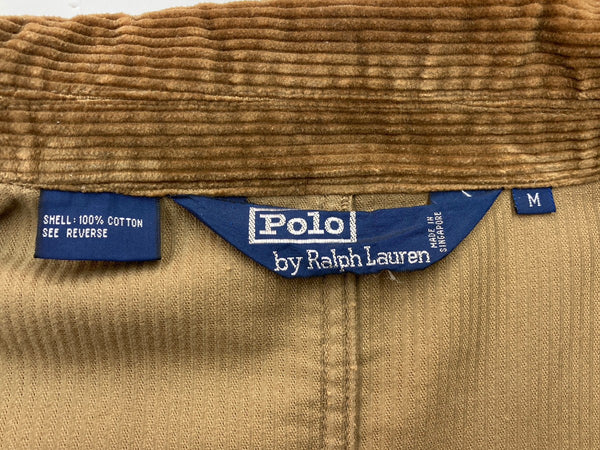 SHELL: 100% COTTON
SEE REVERSE
Polo
by Ralph Lauren
MADE IN
SINGAPORE
M